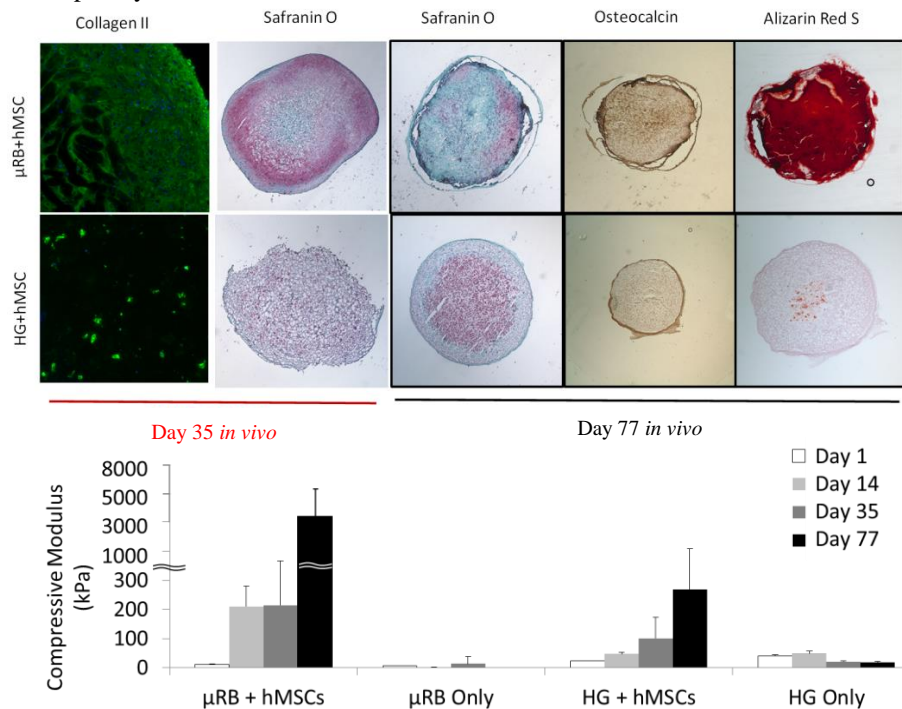 Collagen II Safranin O Safranin O Osteocalcin Alizarin Red S
µRB+hMSC
HG+hMSC
Day 35 in vivo Day 77 in vivo
Compressive Modulus
(kPa)
8000
5000
3000
1000
300
200
100
0
Day 1
Day 14
Day 35
Day 77
µRB + hMSCs µRB Only HG + hMSCs HG Only